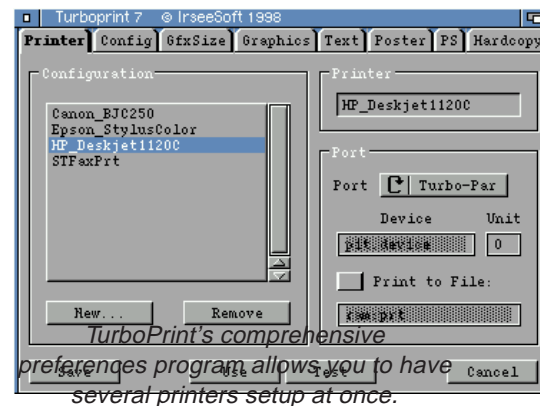 Turboprint 7 © IrseeSoft 1998
Printer Config GfxSize Graphics Text Poster PS Hardcopy
Configuration
Canon_BJC250
Epson_StylusColor
HP_Deskjet1120C
STFaxPrt
New... Remove
Printer
HP_Deskjet1120C
Port
Port Turbo-Par
Device Unit
pit.device 0
Print to File:
ram:prt
Save Use Test Cancel
TurboPrint's comprehensive
preferences program allows you to have
several printers setup at once.